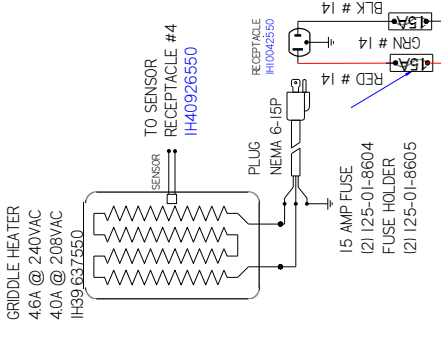 GRIDDLE HEATER
4.6A @ 240VAC
4.0A @ 208VAC
IH39637550
SENSOR
TO SENSOR
RECEPTACLE #4
IH40926550
PLUG
NEMA 6-15P
RECEPTACLE
IH10042550
15 AMP FUSE
(2) 125-01-8604
FUSE HOLDER
(2) 125-01-8605
BLK # 14
15A
GRN # 14
15A
RED # 14